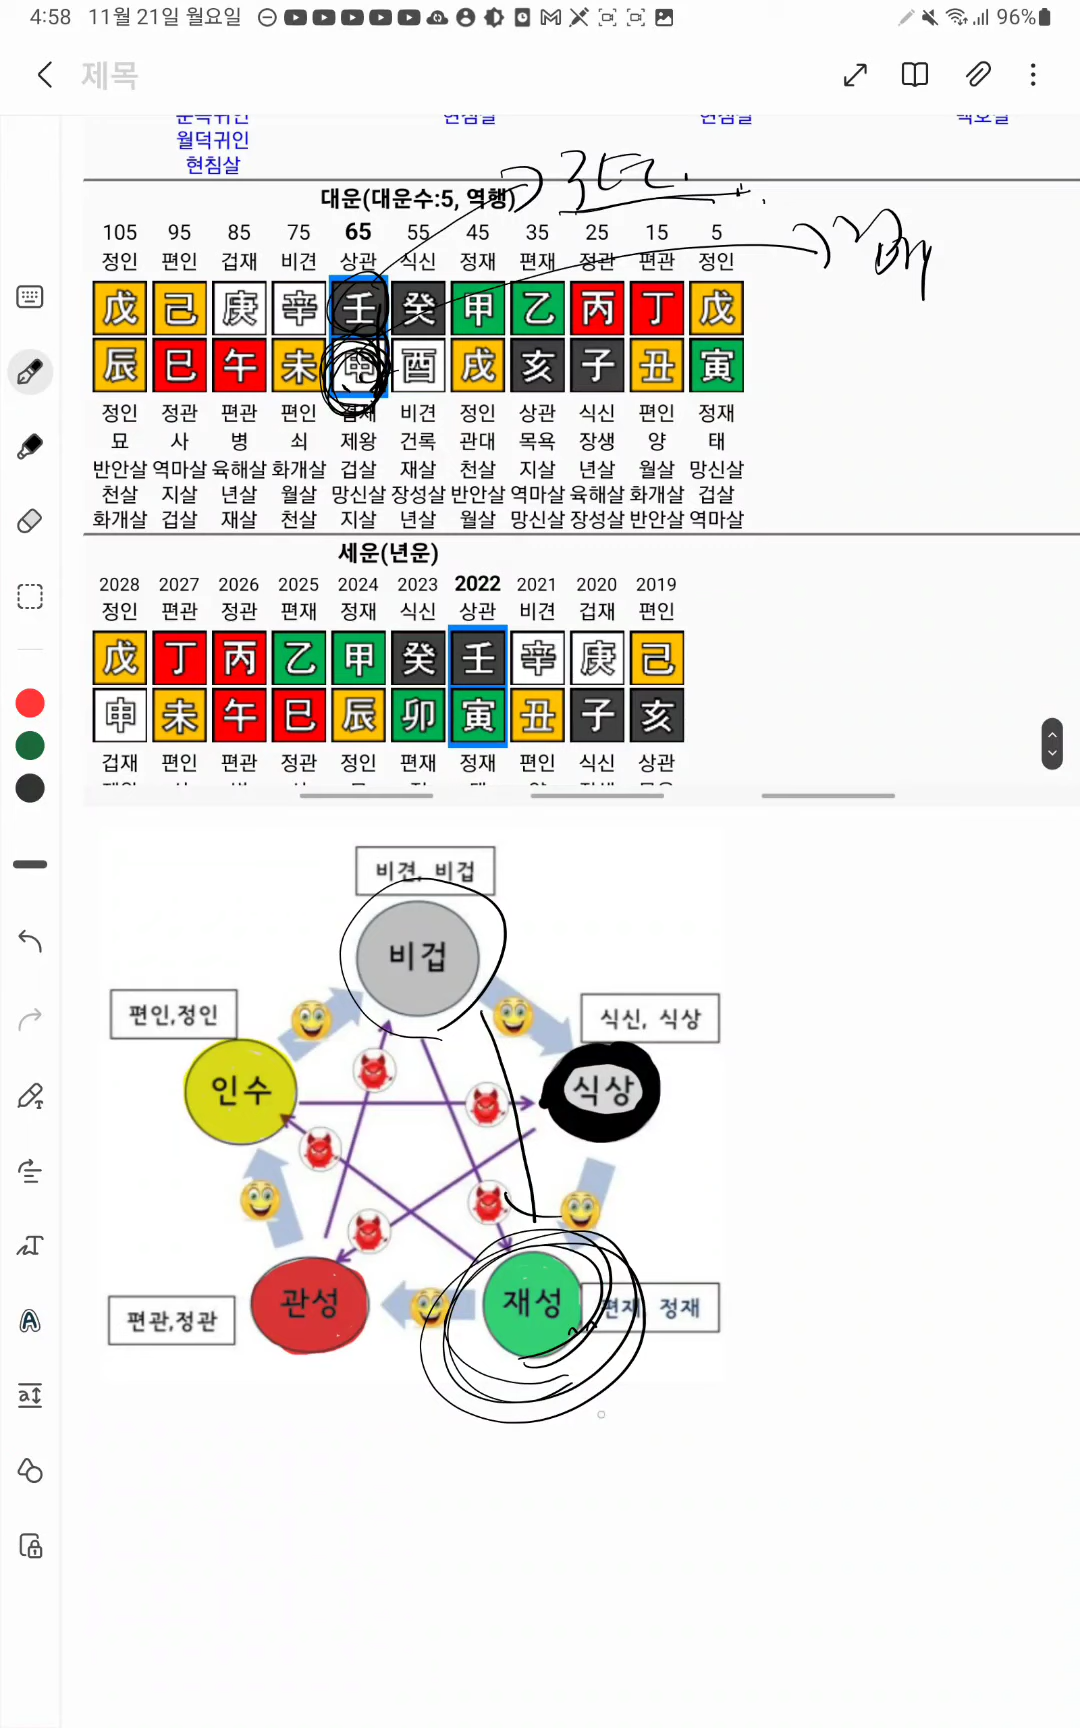 4:58 11월 21일 월요일 96%
제목
월덕귀인
현침살
대운(대운수:5, 역행)
105 95 85 75 65 55 45 35 25 15 5
정인 편인 겁재 비견 상관 식신 정재 편재 정관 편관 정인
戊 己 庚 辛 壬 癸 甲 乙 丙 丁 戊
辰 巳 午 未 申 酉 戌 亥 子 丑 寅
정인 정관 편관 편인 겁재 비견 정인 상관 식신 편인 정재
묘 사 병 쇠 제왕 건록 관대 목욕 장생 양 태
반안살 역마살 육해살 화개살 겁살 재살 천살 지살 년살 월살 망신살
천살 지살 년살 월살 망신살 장성살 반안살 역마살 육해살 화개살 겁살
화개살 겁살 재살 천살 지살 년살 월살 망신살 장성살 반안살 역마살
세운(년운)
2028 2027 2026 2025 2024 2023 2022 2021 2020 2019
정인 편관 정관 편재 정재 식신 상관 비견 겁재 편인
戊 丁 丙 乙 甲 癸 壬 辛 庚 己
申 未 午 巳 辰 卯 寅 丑 子 亥
겁재 편인 편관 정관 정인 편재 정재 편인 식신 상관
비견, 비겁
비겁
편인,정인
식신, 식상
인수
식상
관성
재성
편관,정관
편재 정재